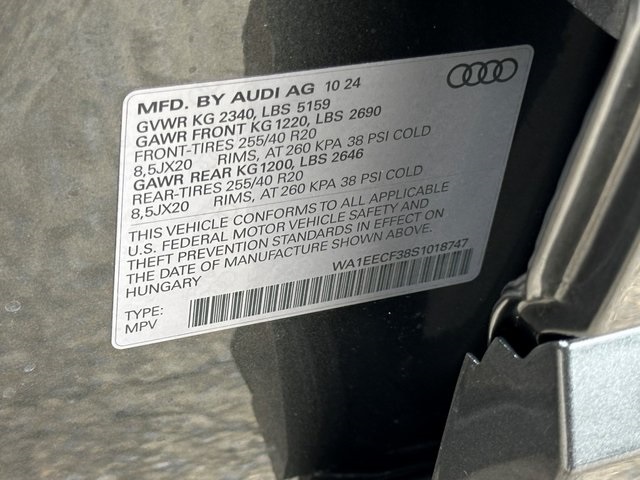 MFD. BY AUDI AG 10 24
GVWR KG 2340, LBS 5159
GAWR FRONT KG 1220, LBS 2690
FRONT-TIRES 255/40 R20
8,5JX20 RIMS, AT 260 KPA 38 PSI COLD
GAWR REAR KG 1200, LBS 2646
REAR-TIRES 255/40 R20
8,5JX20 RIMS, AT 260 KPA 38 PSI COLD
THIS VEHICLE CONFORMS TO ALL APPLICABLE
U.S. FEDERAL MOTOR VEHICLE SAFETY AND
THEFT PREVENTION STANDARDS IN EFFECT ON
THE DATE OF MANUFACTURE SHOWN ABOVE.
HUNGARY WA1EECF38S1018747
TYPE:
MPV